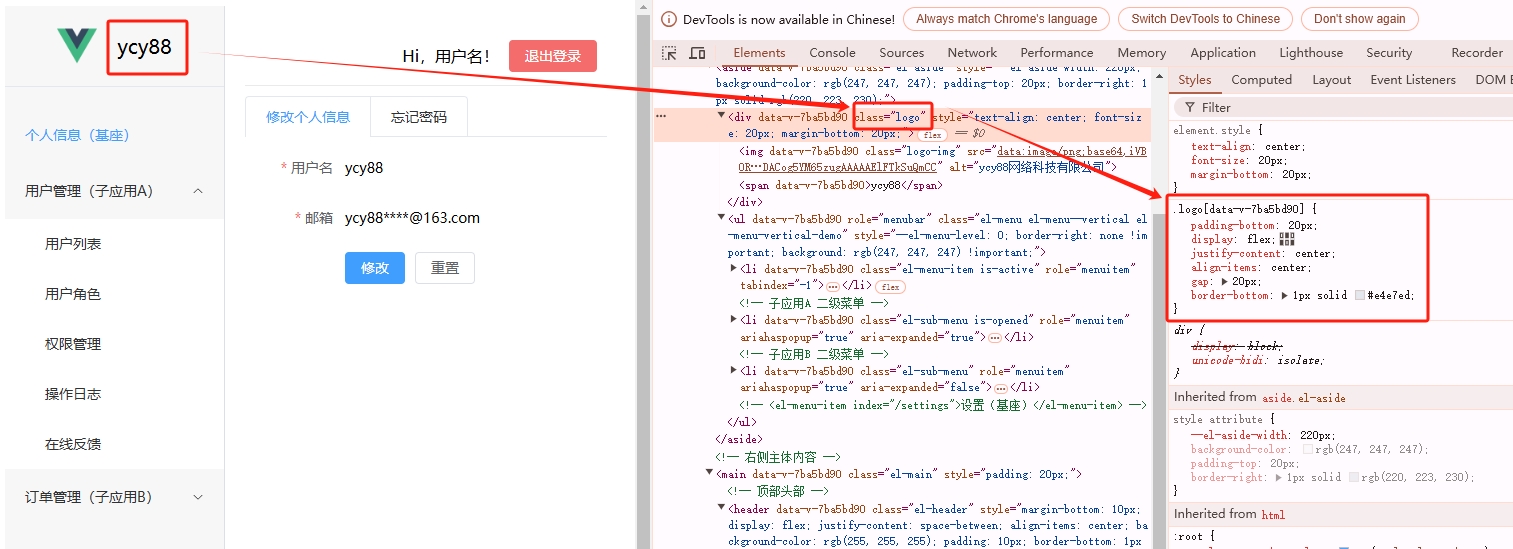 ycy88
Hi，用户名！
退出登录
个人信息（基座）
用户管理（子应用A）
用户列表
用户角色
权限管理
操作日志
在线反馈
订单管理（子应用B）
修改个人信息
忘记密码
* 用户名 ycy88
* 邮箱 ycy88****@163.com
修改
重置
DevTools is now available in Chinese!
Always match Chrome's language
Switch DevTools to Chinese
Don't show again
Elements
Console
Sources
Network
Performance
Memory
Application
Lighthouse
Security
Recorder
background-color: rgb(247, 247, 247); padding-top: 20px; border-right: 1
px solid rgb(220, 223, 230);">
<div data-v-7ba5bd90 class="logo" style="text-align: center; font-siz
e: 20px; margin-bottom: 20px;"> flex == $0
<img data-v-7ba5bd90 class="logo-img" src="data:image/png;base64,iVB
OR…DACog5YM65zugAAAAAElFTkSuQmCC" alt="ycy88网络科技有限公司">
<span data-v-7ba5bd90>ycy88</span>
</div>
<ul data-v-7ba5bd90 role="menubar" class="el-menu el-menu--vertical el
-menu-vertical-demo" style="--el-menu-level: 0; border-right: none !im
portant; background: rgb(247, 247, 247) !important;">
<li data-v-7ba5bd90 class="el-menu-item is-active" role="menuitem"
tabindex="-1"> … </li> flex
<!-- 子应用A 二级菜单 -->
<li data-v-7ba5bd90 class="el-sub-menu is-opened" role="menuitem"
ariahaspopup="true" aria-expanded="true"> … </li>
<!-- 子应用B 二级菜单 -->
<li data-v-7ba5bd90 class="el-sub-menu" role="menuitem"
ariahaspopup="true" aria-expanded="false"> … </li>
<!-- <el-menu-item index="/settings">设置（基座）</el-menu-item> -->
</ul>
</aside>
<!-- 右侧主体内容 -->
<main data-v-7ba5bd90 class="el-main" style="padding: 20px;">
<!-- 顶部头部 -->
<header data-v-7ba5bd90 class="el-header" style="margin-bottom: 10px;
display: flex; justify-content: space-between; align-items: center; ba
ckground-color: rgb(255, 255, 255); padding: 10px; border-bottom: 1px
Styles
Computed
Layout
Event Listeners
DOM
Filter
element.style {
text-align: center;
font-size: 20px;
margin-bottom: 20px;
}
.logo[data-v-7ba5bd90] {
padding-bottom: 20px;
display: flex;
justify-content: center;
align-items: center;
gap: 20px;
border-bottom: 1px solid #e4e7ed;
}
div {
display: block;
unicode-bidi: isolate;
}
Inherited from aside.el-aside
style attribute {
--el-aside-width: 220px;
background-color: rgb(247, 247, 247);
padding-top: 20px;
border-right: 1px solid rgb(220, 223, 230);
}
Inherited from html
:root {